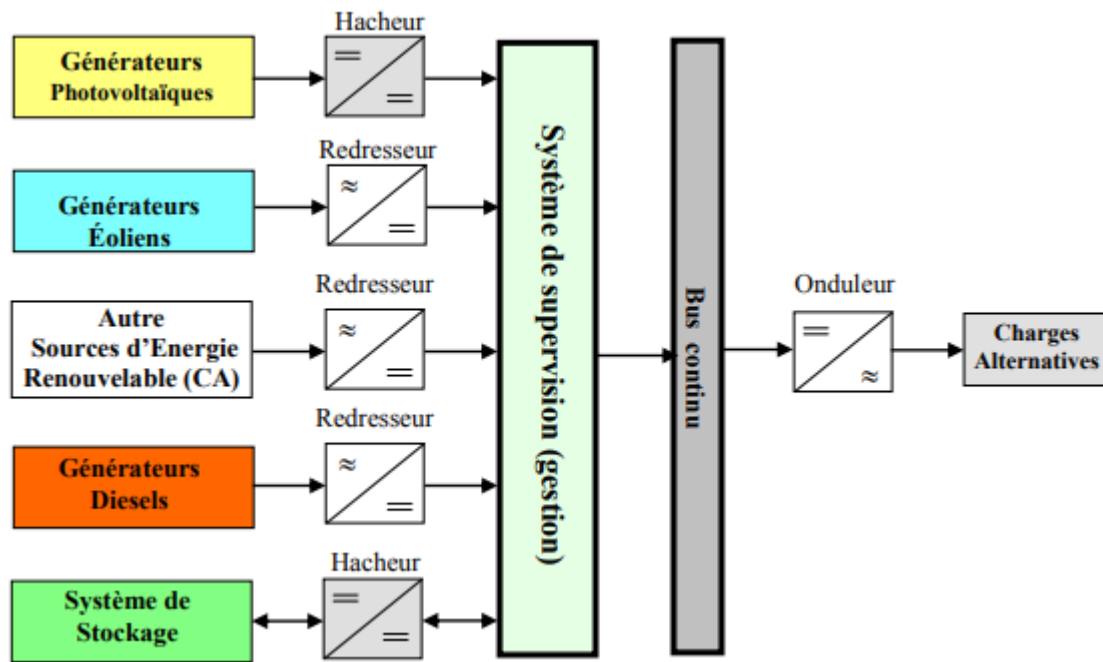 Hacheur
Générateurs
Photovoltaïques
Redresseur
Générateurs
Éoliens
Redresseur
Autre
Sources d'Energie
Renouvelable (CA)
Redresseur
Générateurs
Diesels
Hacheur
Système de
Stockage
Système de supervision (gestion)
Bus continu
Onduleur
Charges
Alternatives